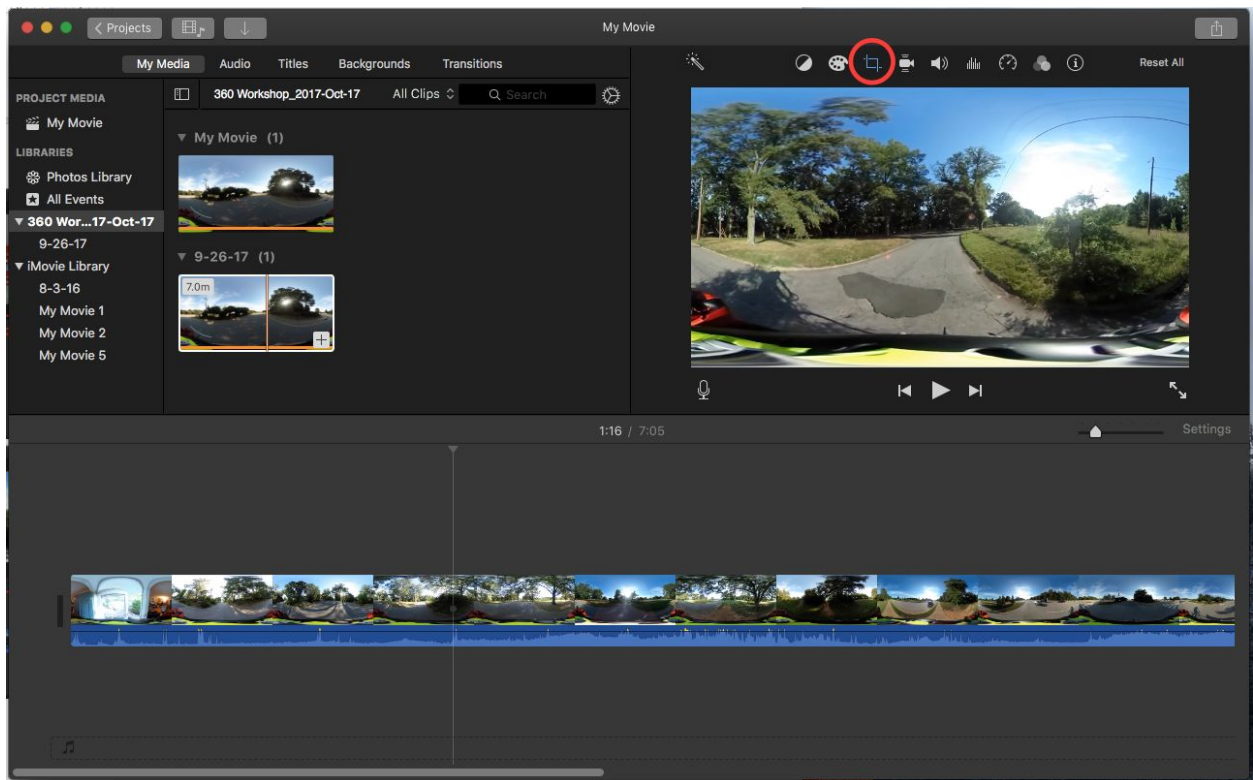 Projects
My Movie
My Media Audio Titles Backgrounds Transitions
Reset All
PROJECT MEDIA
My Movie
LIBRARIES
Photos Library
All Events
360 Wor...17-Oct-17
9-26-17
iMovie Library
8-3-16
My Movie 1
My Movie 2
My Movie 5
360 Workshop_2017-Oct-17 All Clips Search
My Movie (1)
9-26-17 (1)
7.0m
1:16 / 7:05
Settings